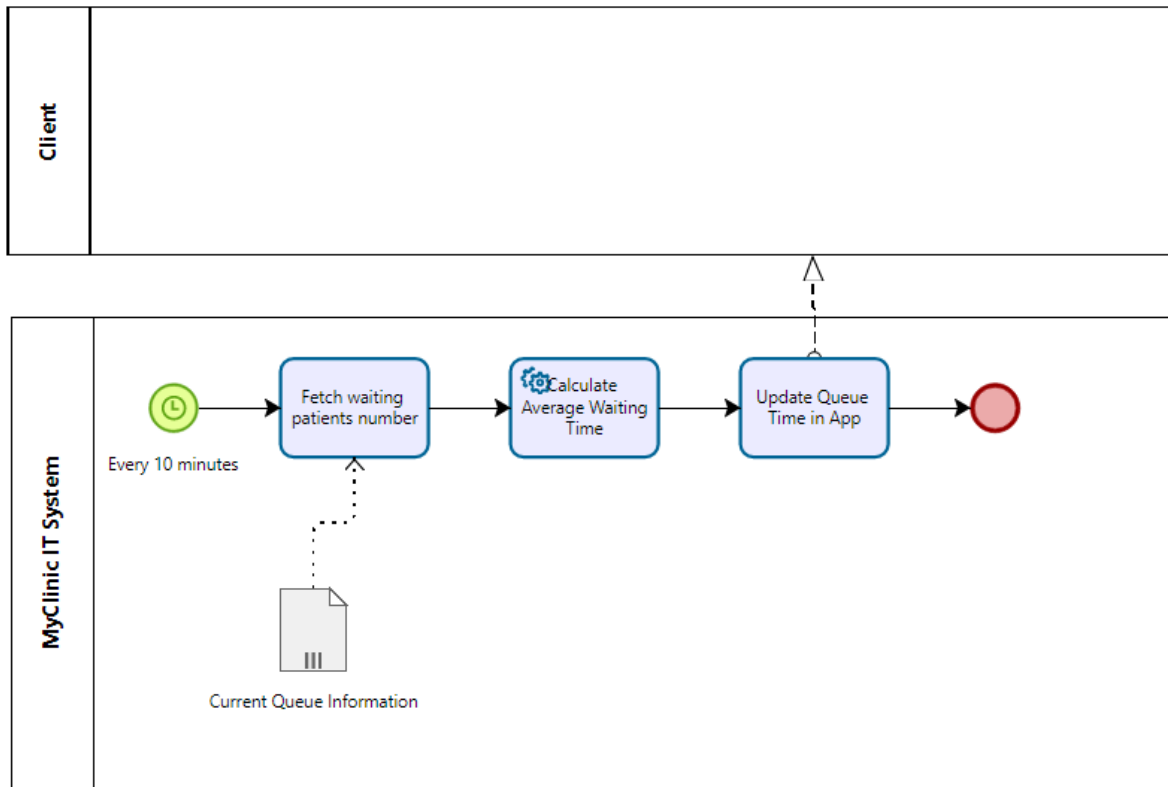 Client
MyClinic IT System
Every 10 minutes
Fetch waiting
patients number
Calculate
Average Waiting
Time
Update Queue
Time in App
Current Queue Information